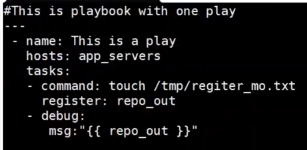 #This is playbook with one play
---
 - name: This is a play
   hosts: app_servers
   tasks:
   - command: touch /tmp/regiter_mo.txt
     register: repo_out
   - debug:
      msg:"{{ repo_out }}"